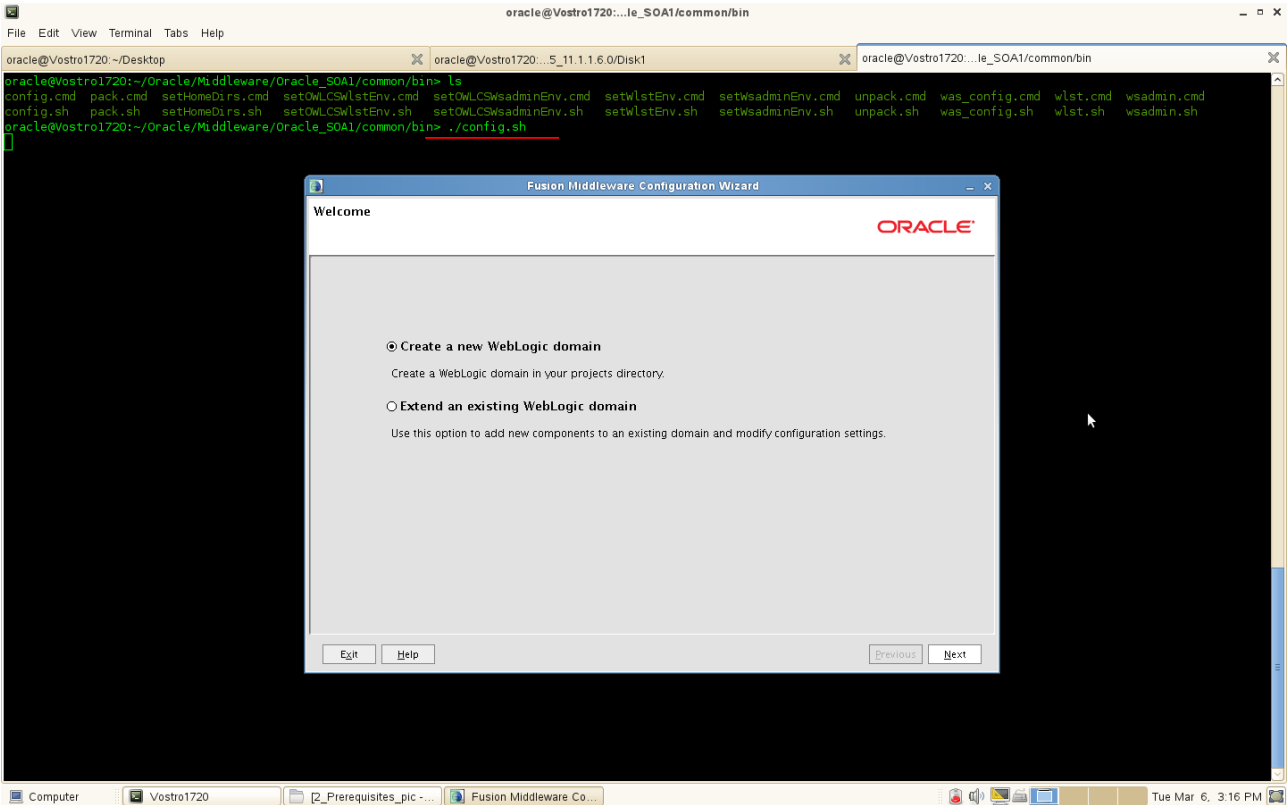 oracle@Vostro1720:...le_SOA1/common/bin
File Edit View Terminal Tabs Help
oracle@Vostro1720:~/Desktop
oracle@Vostro1720:...5_11.1.1.6.0/Disk1
oracle@Vostro1720:...le_SOA1/common/bin
oracle@Vostro1720:~/Oracle/Middleware/Oracle_SOA1/common/bin> ls
config.cmd pack.cmd setHomeDirs.cmd setOWLCSWlstEnv.cmd setOWLCSWsadminEnv.cmd setWlstEnv.cmd setWsadminEnv.cmd unpack.cmd was_config.cmd wlst.cmd wsadmin.cmd
config.sh pack.sh setHomeDirs.sh setOWLCSWlstEnv.sh setOWLCSWsadminEnv.sh setWlstEnv.sh setWsadminEnv.sh unpack.sh was_config.sh wlst.sh wsadmin.sh
oracle@Vostro1720:~/Oracle/Middleware/Oracle_SOA1/common/bin> ./config.sh
Fusion Middleware Configuration Wizard
Welcome
ORACLE
Create a new WebLogic domain
Create a WebLogic domain in your projects directory.
Extend an existing WebLogic domain
Use this option to add new components to an existing domain and modify configuration settings.
Exit Help Previous Next
Computer Vostro1720 [2_Prerequisites_pic -... Fusion Middleware Co... Tue Mar 6, 3:16 PM